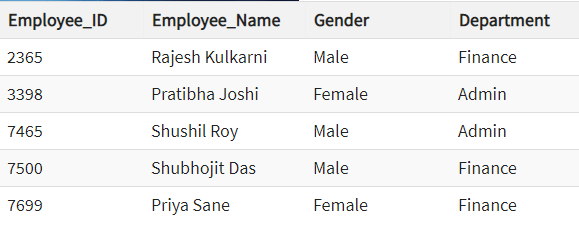 Employee_ID Employee_Name Gender Department
2365 Rajesh Kulkarni Male Finance
3398 Pratibha Joshi Female Admin
7465 Shushil Roy Male Admin
7500 Shubhojit Das Male Finance
7699 Priya Sane Female Finance